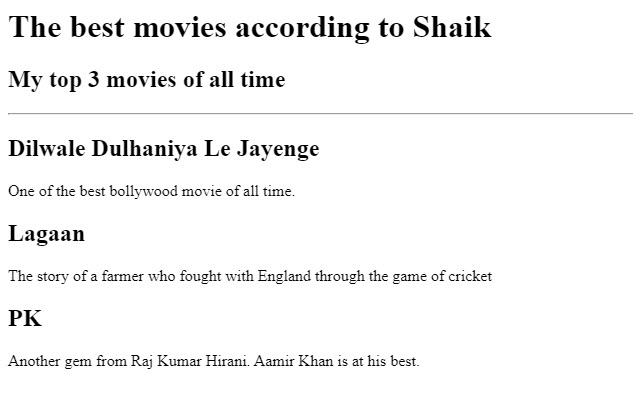 The best movies according to Shaik
My top 3 movies of all time
Dilwale Dulhaniya Le Jayenge
One of the best bollywood movie of all time.
Lagaan
The story of a farmer who fought with England through the game of cricket
PK
Another gem from Raj Kumar Hirani. Aamir Khan is at his best.